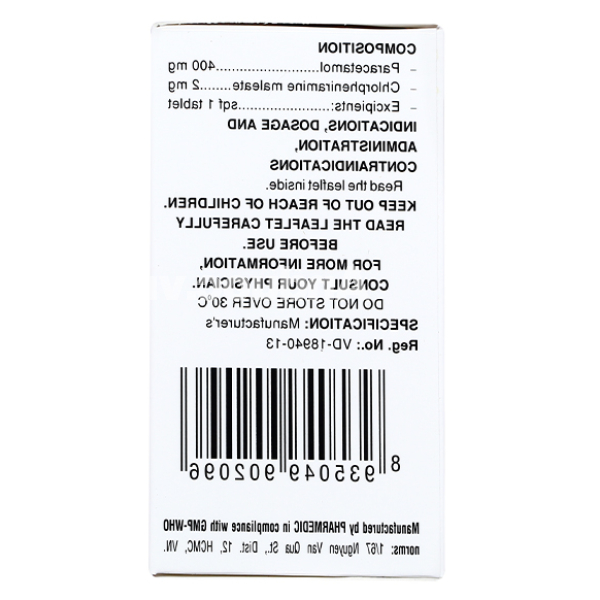 COMPOSITION
- Paracetamol........................400 mg
- Chlorpheniramine maleate........2 mg
- Excipients:......................sqf 1 tablet
INDICATIONS, DOSAGE AND
ADMINISTRATION,
CONTRAINDICATIONS
Read the leaflet inside.
KEEP OUT OF REACH OF CHILDREN.
READ THE LEAFLET CAREFULLY
BEFORE USE.
FOR MORE INFORMATION,
CONSULT YOUR PHYSICIAN.
DO NOT STORE OVER 30°C
SPECIFICATION: Manufacturer's
Reg. No.: VD-18940-13
8 935049 902096
Manufactured by PHARMEDIC in compliance with GMP-WHO
norms: 1/67 Nguyen Van Qua St., Dist. 12, HCMC, VN.